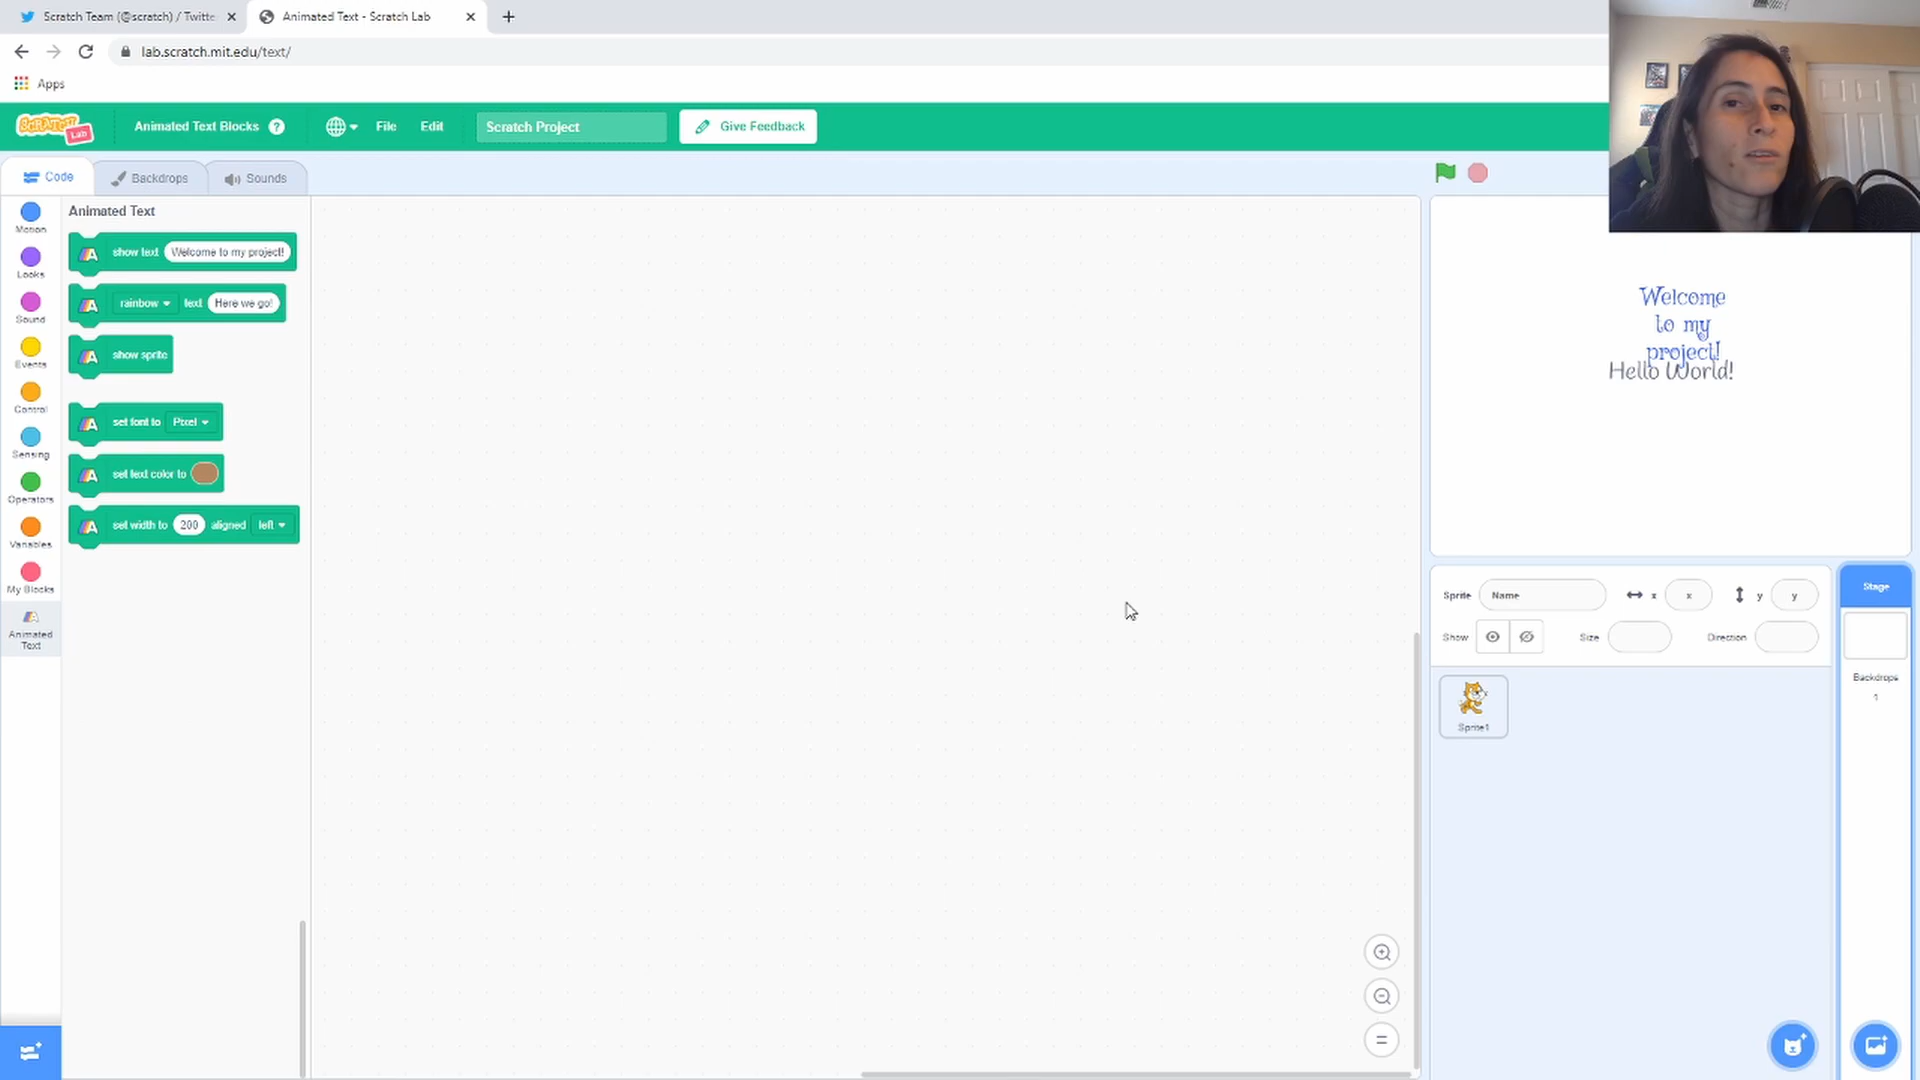 Scratch Team (@scratch) / Twitte
Animated Text - Scratch Lab
lab.scratch.mit.edu/text/
Apps
SCRATCH Lab
Animated Text Blocks ?
File
Edit
Scratch Project
Give Feedback
Code
Backdrops
Sounds
Motion
Looks
Sound
Events
Control
Sensing
Operators
Variables
My Blocks
Animated
Text
Animated Text
show text Welcome to my project!
rainbow text Here we go!
show sprite
set font to Pixel
set text color to
set width to 200 aligned left
Welcome
to my
project!
Hello World!
Sprite Name x x y y
Show Size Direction
Sprite1
Stage
Backdrops
1